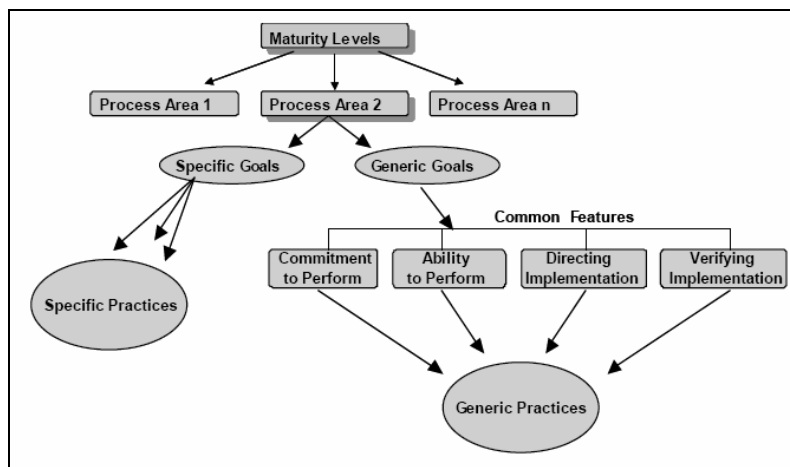 Maturity Levels
Process Area 1
Process Area 2
Process Area n
Specific Goals
Generic Goals
Common Features
Commitment
to Perform
Ability
to Perform
Directing
Implementation
Verifying
Implementation
Specific Practices
Generic Practices